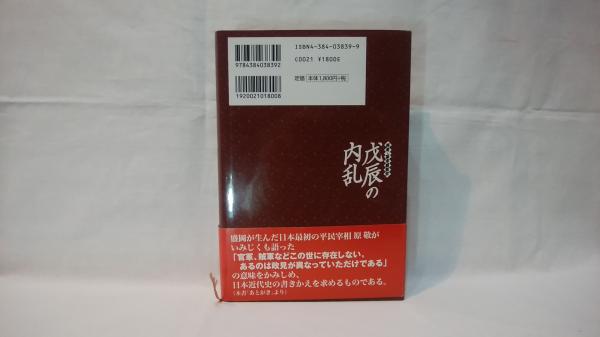 ISBN4-384-03839-9
C0021 ¥1800E
定価 本体1,800円+税
9784384038392
1920021018008
戊辰の
内乱
盛岡が生んだ日本最初の平民宰相 原 敬が
いみじくも語った
「官軍、賊軍などこの世に存在しない、
あるのは政見が異なっていただけである」
の意味をかみしめ、
日本近代史の書きかえを求めるものである。
(本書「あとがき」より)